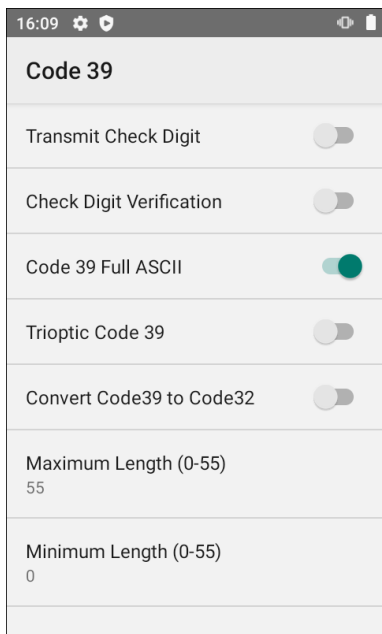 16:09
Code 39
Transmit Check Digit
Check Digit Verification
Code 39 Full ASCII
Trioptic Code 39
Convert Code39 to Code32
Maximum Length (0-55)
55
Minimum Length (0-55)
0